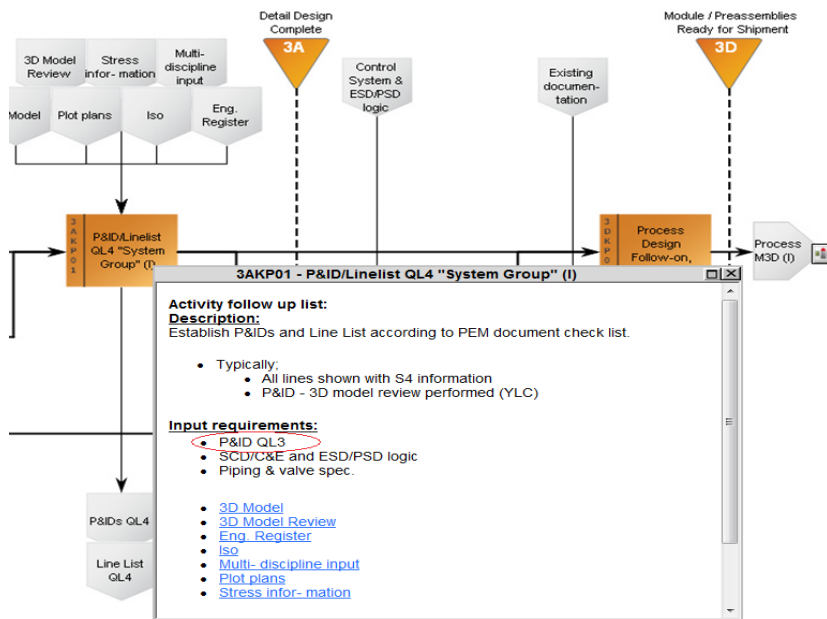 Detail Design
Complete
3A
Module / Preassemblies
Ready for Shipment
3D
3D Model
Review
Stress
infor- mation
Multi-
discipline
input
Model
Plot plans
Iso
Eng.
Register
Control
System &
ESD/PSD
logic
Existing
documen-
tation
3AKP01
P&ID/Linelist
QL4 "System
Group" (I)
3DKP0
Process
Design
Follow-on,
Process
M3D (I)
3AKP01 - P&ID/Linelist QL4 "System Group" (I)
Activity follow up list:
Description:
Establish P&IDs and Line List according to PEM document check list.
Typically;
All lines shown with S4 information
P&ID - 3D model review performed (YLC)
Input requirements:
P&ID QL3
SCD/C&E and ESD/PSD logic
Piping & valve spec.
3D Model
3D Model Review
Eng. Register
Iso
Multi- discipline input
Plot plans
Stress infor- mation
P&IDs QL4
Line List
QL4